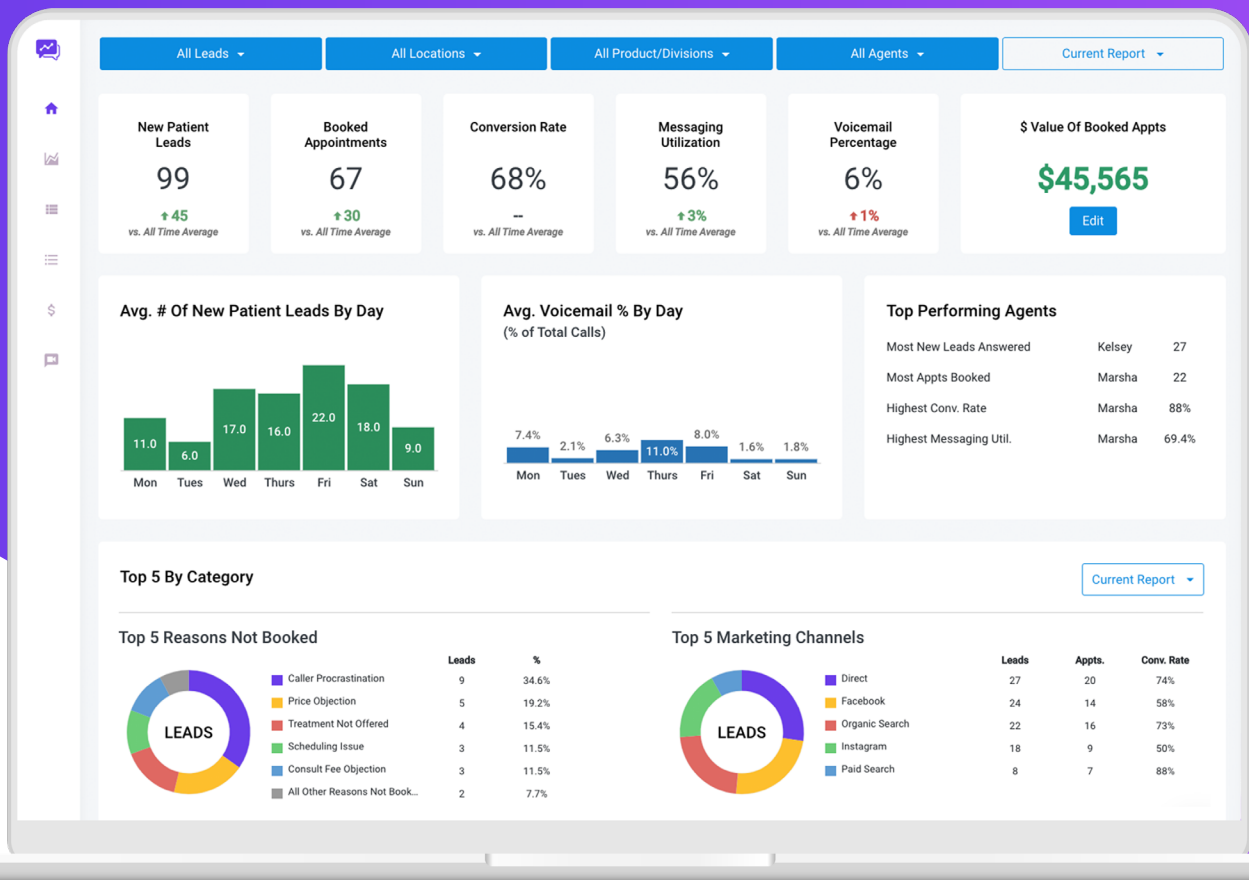 All Leads
All Locations
All Product/Divisions
All Agents
Current Report
New Patient
Leads
99
45
vs. All Time Average
Booked
Appointments
67
30
vs. All Time Average
Conversion Rate
68%
--
vs. All Time Average
Messaging
Utilization
56%
3%
vs. All Time Average
Voicemail
Percentage
6%
1%
vs. All Time Average
$ Value Of Booked Appts
$45,565
Edit
Avg. # Of New Patient Leads By Day
11.0 6.0 17.0 16.0 22.0 18.0 9.0
Mon Tues Wed Thurs Fri Sat Sun
Avg. Voicemail % By Day
(% of Total Calls)
7.4% 2.1% 6.3% 11.0% 8.0% 1.6% 1.8%
Mon Tues Wed Thurs Fri Sat Sun
Top Performing Agents
Most New Leads Answered Kelsey 27
Most Appts Booked Marsha 22
Highest Conv. Rate Marsha 88%
Highest Messaging Util. Marsha 69.4%
Top 5 By Category
Current Report
Top 5 Reasons Not Booked
Leads %
LEADS
Caller Procrastination 9 34.6%
Price Objection 5 19.2%
Treatment Not Offered 4 15.4%
Scheduling Issue 3 11.5%
Consult Fee Objection 3 11.5%
All Other Reasons Not Book... 2 7.7%
Top 5 Marketing Channels
Leads Appts. Conv. Rate
LEADS
Direct 27 20 74%
Facebook 24 14 58%
Organic Search 22 16 73%
Instagram 18 9 50%
Paid Search 8 7 88%